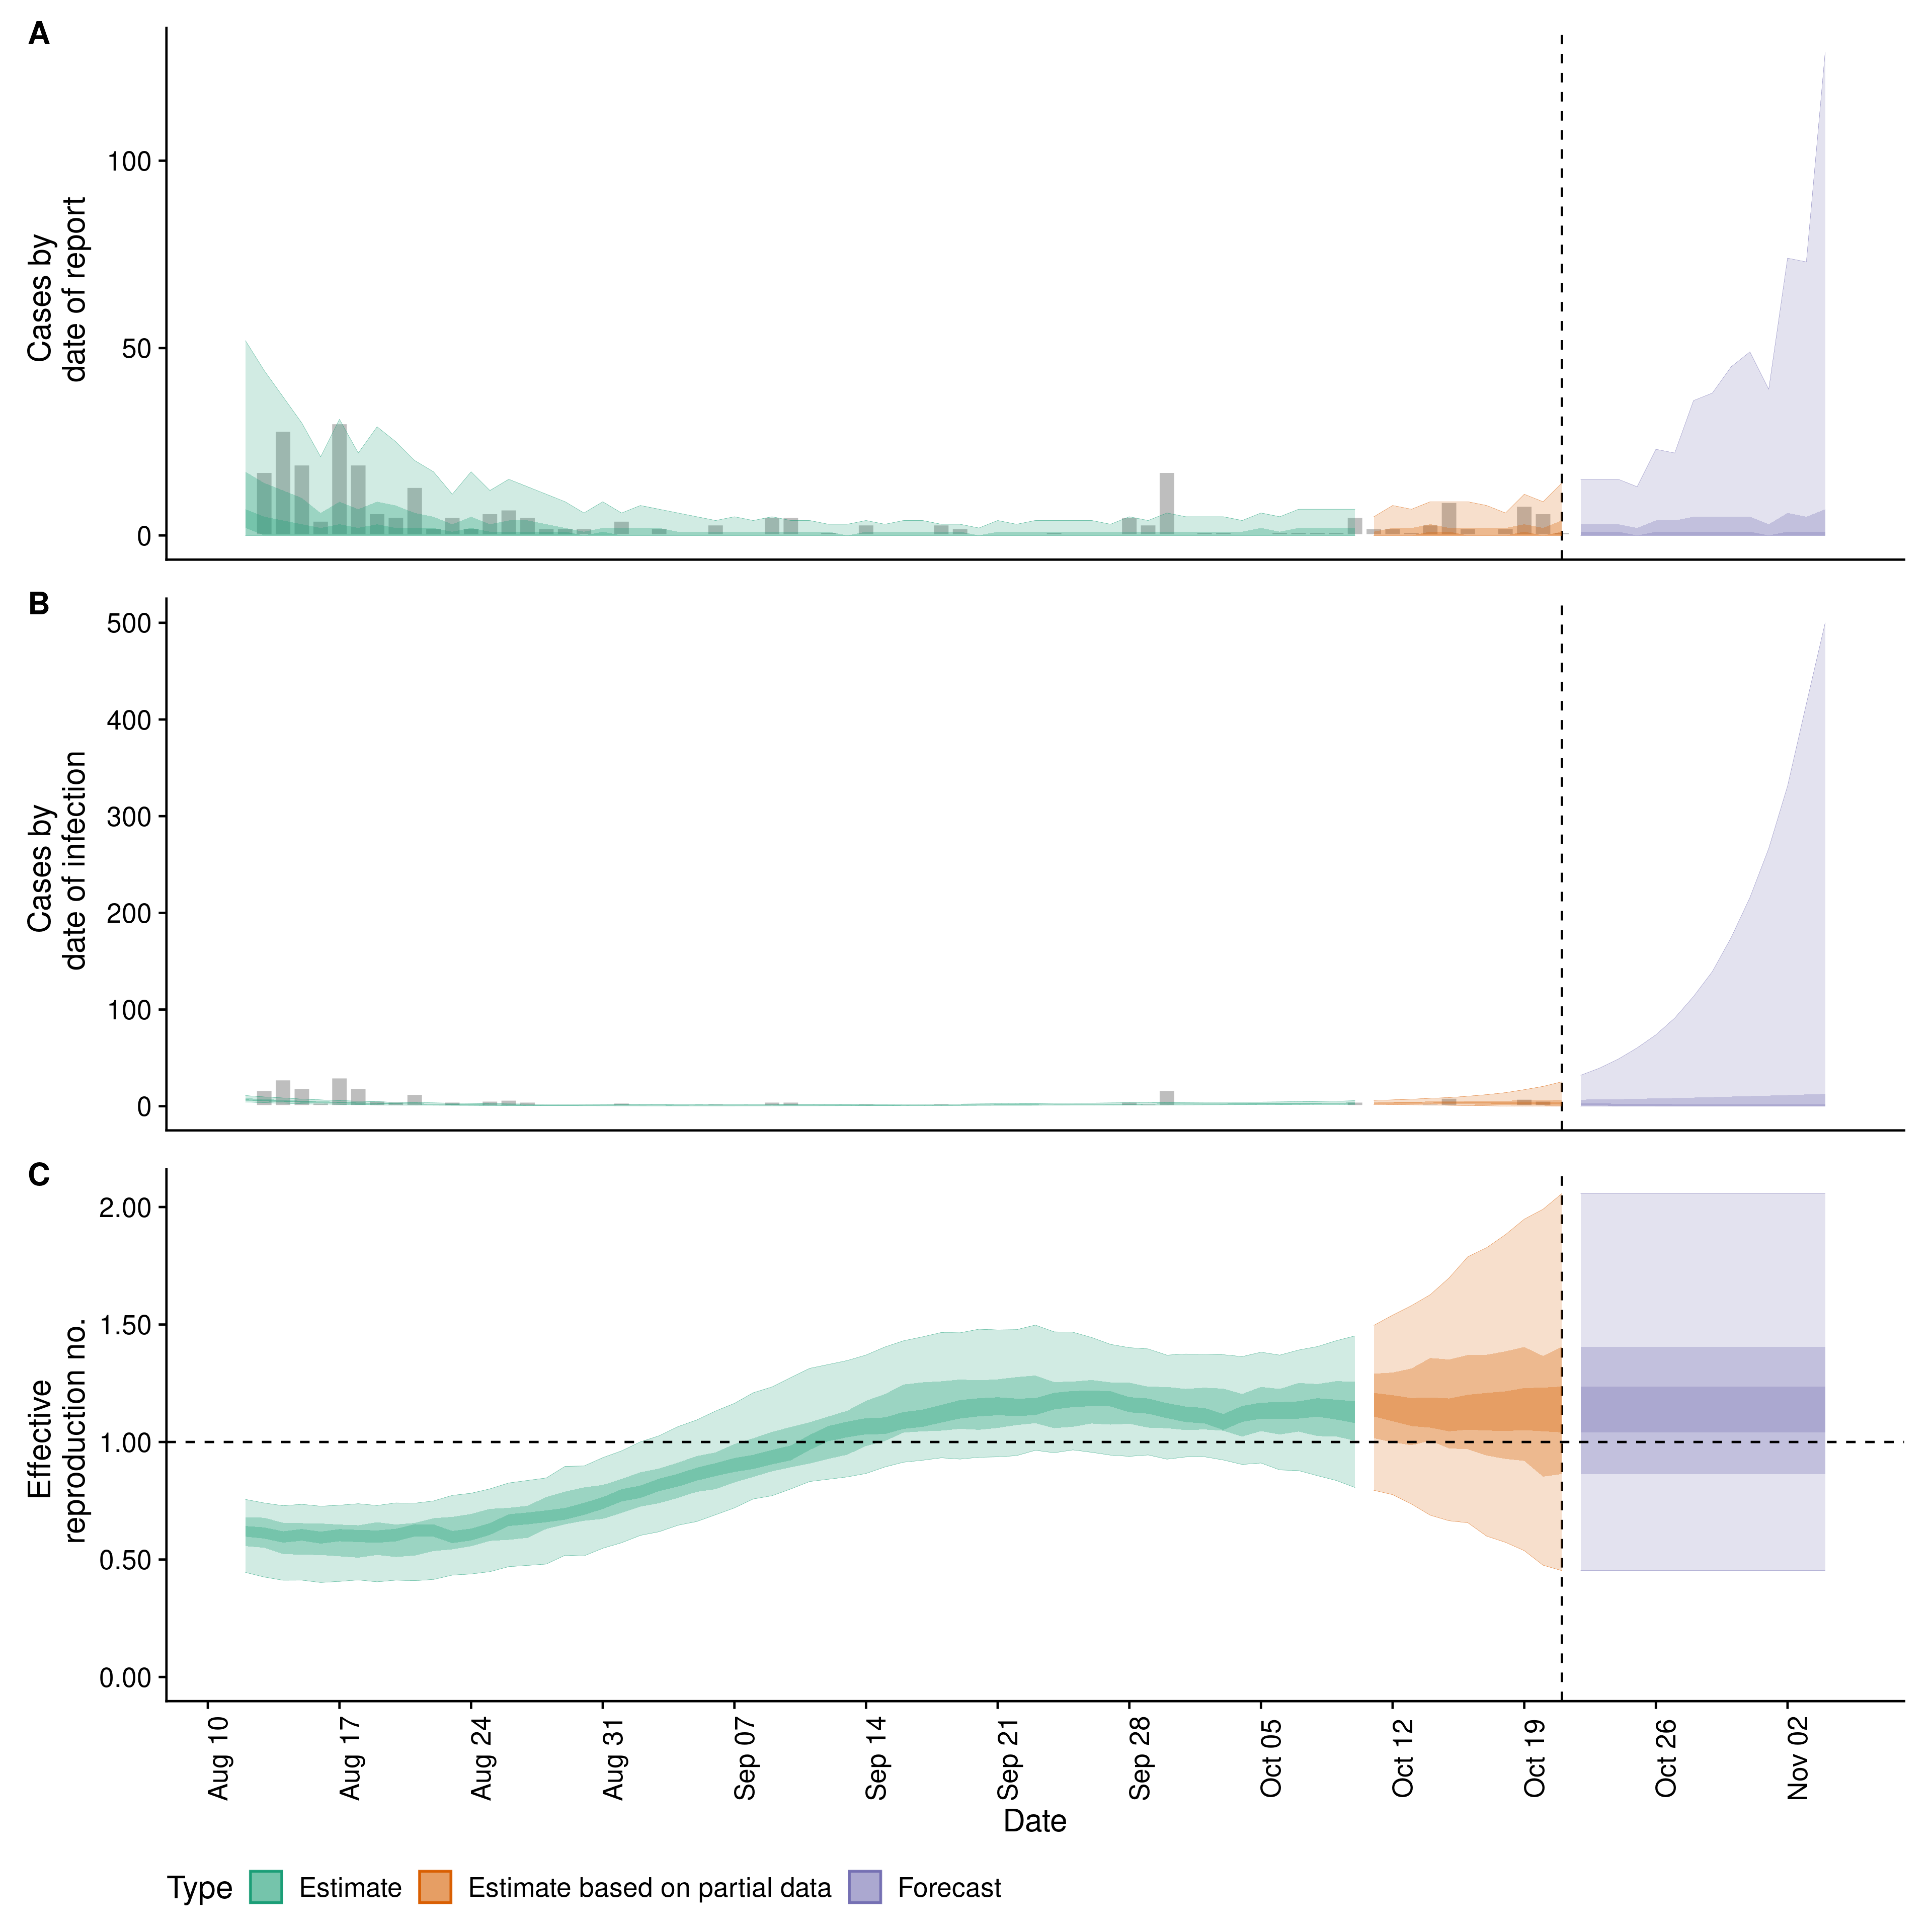 A
Cases by
date of report
100
50
0
B
Cases by
date of infection
500
400
300
200
100
0
C
Effective
reproduction no.
2.00
1.50
1.00
0.50
0.00
Aug 10
Aug 17
Aug 24
Aug 31
Sep 07
Sep 14
Sep 21
Sep 28
Oct 05
Oct 12
Oct 19
Oct 26
Nov 02
Date
Type Estimate Estimate based on partial data Forecast